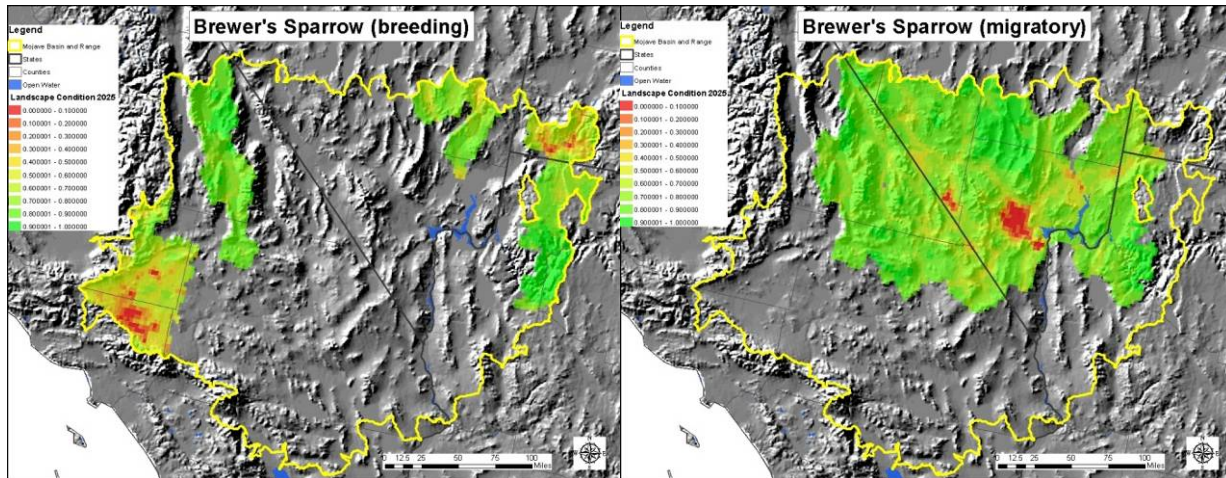 Brewer's Sparrow (breeding)
Legend
Mojave Basin and Range
States
Counties
Open Water
Landscape Condition 2025
0.000000 - 0.100000
0.100001 - 0.200000
0.200001 - 0.300000
0.300001 - 0.400000
0.400001 - 0.500000
0.500001 - 0.600000
0.600001 - 0.700000
0.700001 - 0.800000
0.800001 - 0.900000
0.900001 - 1.000000
0 12.5 25 50 75 100
Miles
Brewer's Sparrow (migratory)
Legend
Mojave Basin and Range
States
Counties
Open Water
Landscape Condition 2025
0.000000 - 0.100000
0.100001 - 0.200000
0.200001 - 0.300000
0.300001 - 0.400000
0.400001 - 0.500000
0.500001 - 0.600000
0.600001 - 0.700000
0.700001 - 0.800000
0.800001 - 0.900000
0.900001 - 1.000000
0 12.5 25 50 75 100
Miles